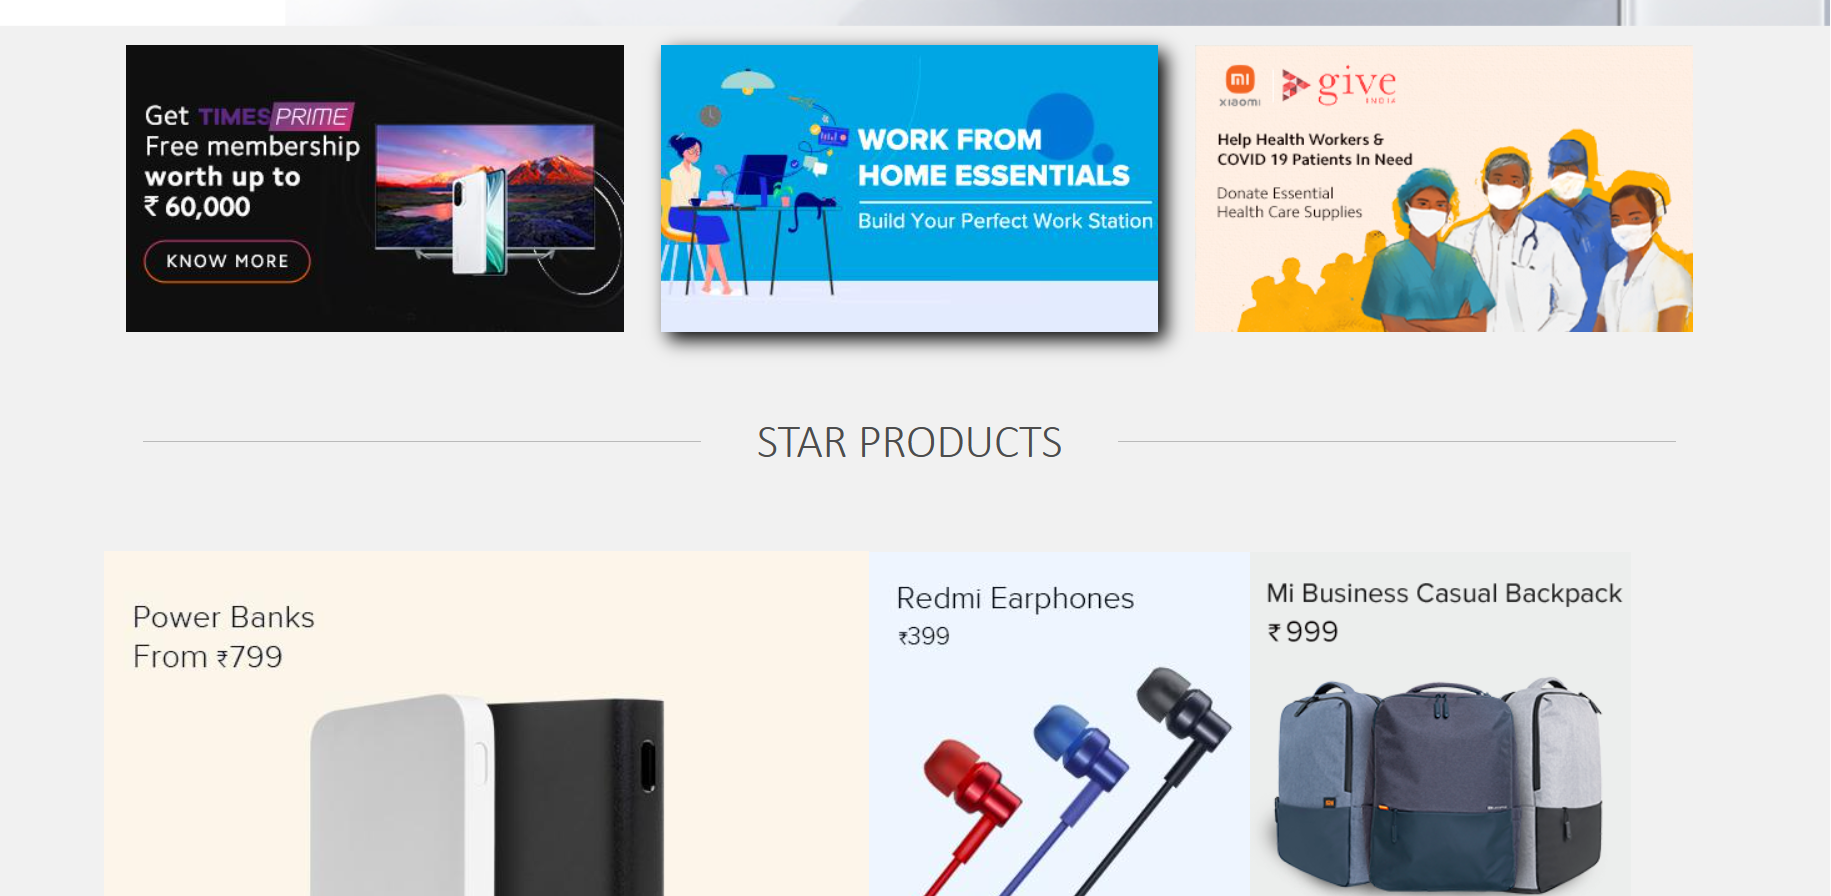 Get TIMES PRIME
Free membership
worth up to
₹ 60,000
KNOW MORE
WORK FROM
HOME ESSENTIALS
Build Your Perfect Work Station
mi
xiaomi
give
INDIA
Help Health Workers &
COVID 19 Patients In Need
Donate Essential
Health Care Supplies
STAR PRODUCTS
Power Banks
From ₹799
Redmi Earphones
₹399
Mi Business Casual Backpack
₹999